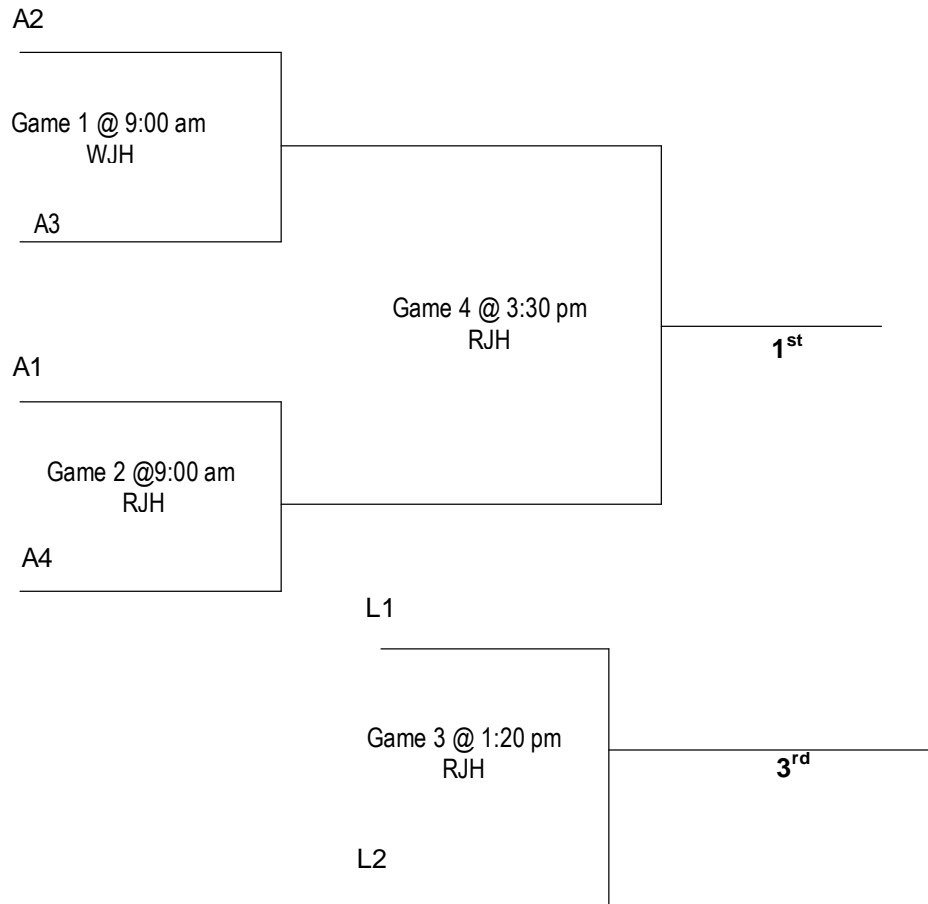 A2
Game 1 @ 9:00 am
WJH
A3
Game 4 @ 3:30 pm
RJH
1st
A1
Game 2 @9:00 am
RJH
A4
L1
Game 3 @ 1:20 pm
RJH
3rd
L2